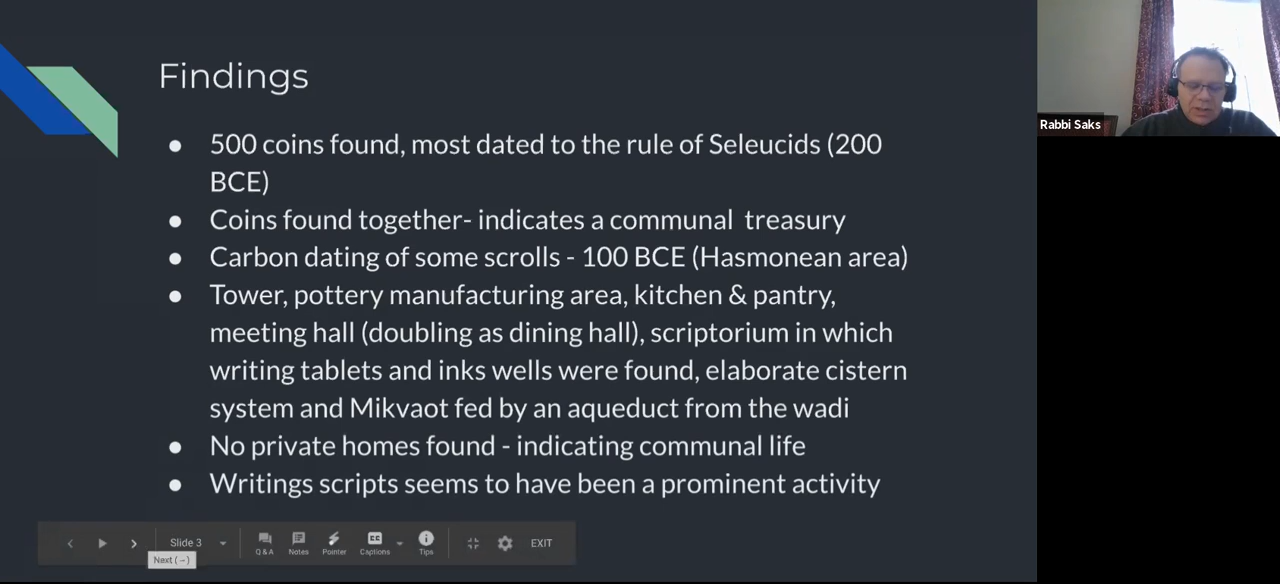 Findings
● 500 coins found, most dated to the rule of Seleucids (200
BCE)
● Coins found together- indicates a communal treasury
● Carbon dating of some scrolls - 100 BCE (Hasmonean area)
● Tower, pottery manufacturing area, kitchen & pantry,
meeting hall (doubling as dining hall), scriptorium in which
writing tablets and inks wells were found, elaborate cistern
system and Mikvaot fed by an aqueduct from the wadi
● No private homes found - indicating communal life
● Writings scripts seems to have been a prominent activity
Slide 3
Q&A Notes Pointer Captions Tips EXIT
CC
Next (→)
Rabbi Saks